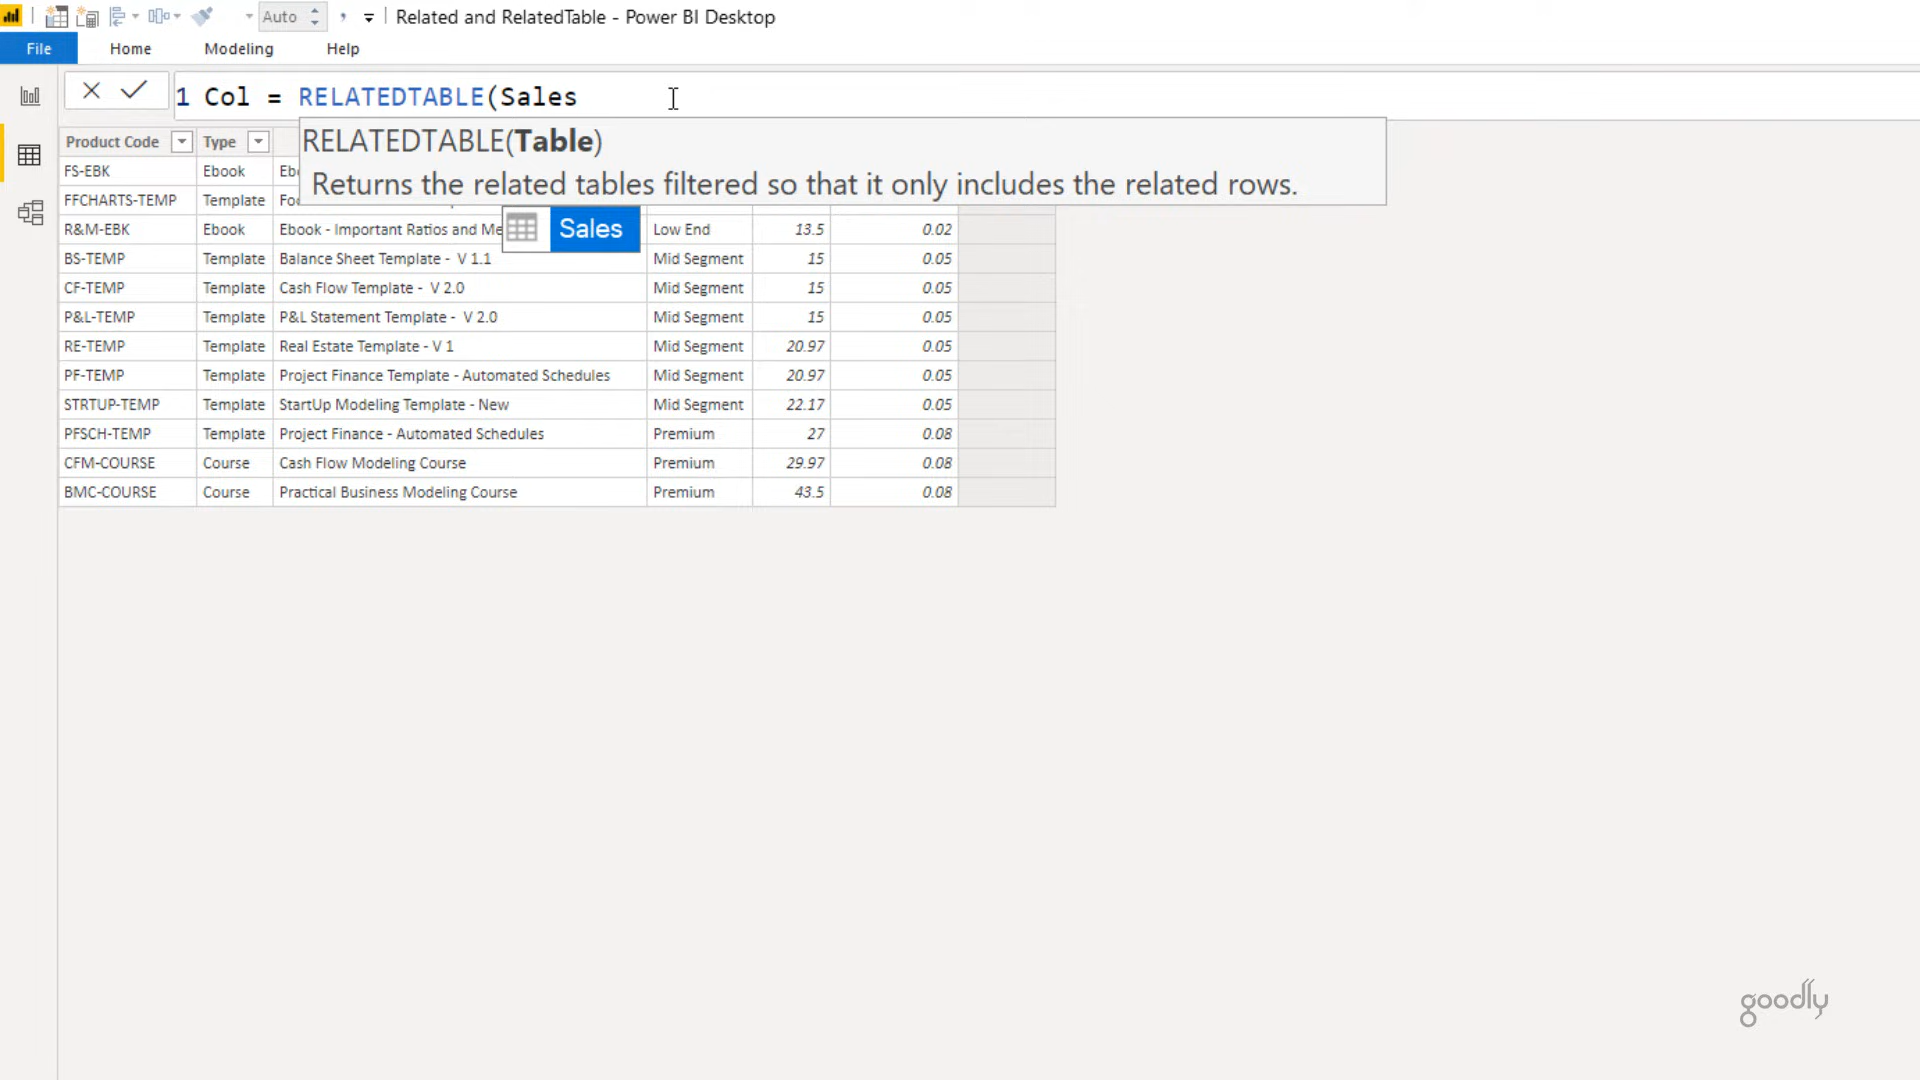 Auto
Related and RelatedTable - Power BI Desktop
File Home Modeling Help
1 Col = RELATEDTABLE(Sales
RELATEDTABLE(Table)
Returns the related tables filtered so that it only includes the related rows.
Sales
Product Code Type
FS-EBK Ebook
FFCHARTS-TEMP Template
R&M-EBK Ebook Ebook - Important Ratios and Low End 13.5 0.02
BS-TEMP Template Balance Sheet Template - V 1.1 Mid Segment 15 0.05
CF-TEMP Template Cash Flow Template - V 2.0 Mid Segment 15 0.05
P&L-TEMP Template P&L Statement Template - V 2.0 Mid Segment 15 0.05
RE-TEMP Template Real Estate Template - V 1 Mid Segment 20.97 0.05
PF-TEMP Template Project Finance Template - Automated Schedules Mid Segment 20.97 0.05
STRTUP-TEMP Template StartUp Modeling Template - New Mid Segment 22.17 0.05
PFSCH-TEMP Template Project Finance - Automated Schedules Premium 27 0.08
CFM-COURSE Course Cash Flow Modeling Course Premium 29.97 0.08
BMC-COURSE Course Practical Business Modeling Course Premium 43.5 0.08
goodly